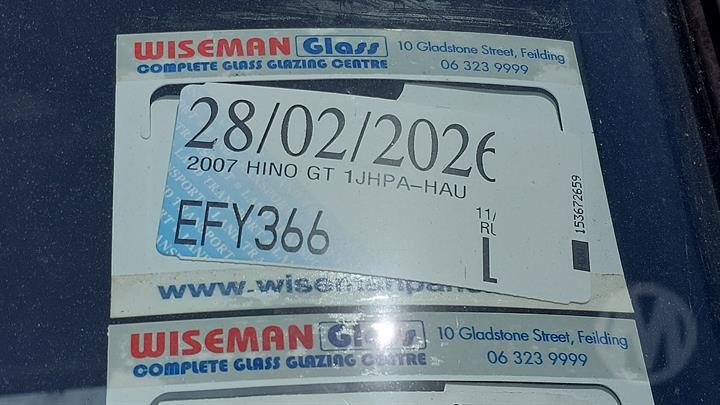 WISEMAN Glass 10 Gladstone Street, Feilding
COMPLETE GLASS GLAZING CENTRE 06 323 9999
28/02/2026
2007 HINO GT 1JHPA-HAU
EFY366
11/
153672659
WISEMAN Glass 10 Gladstone Street, Feilding
COMPLETE GLASS GLAZING CENTRE 06 323 9999